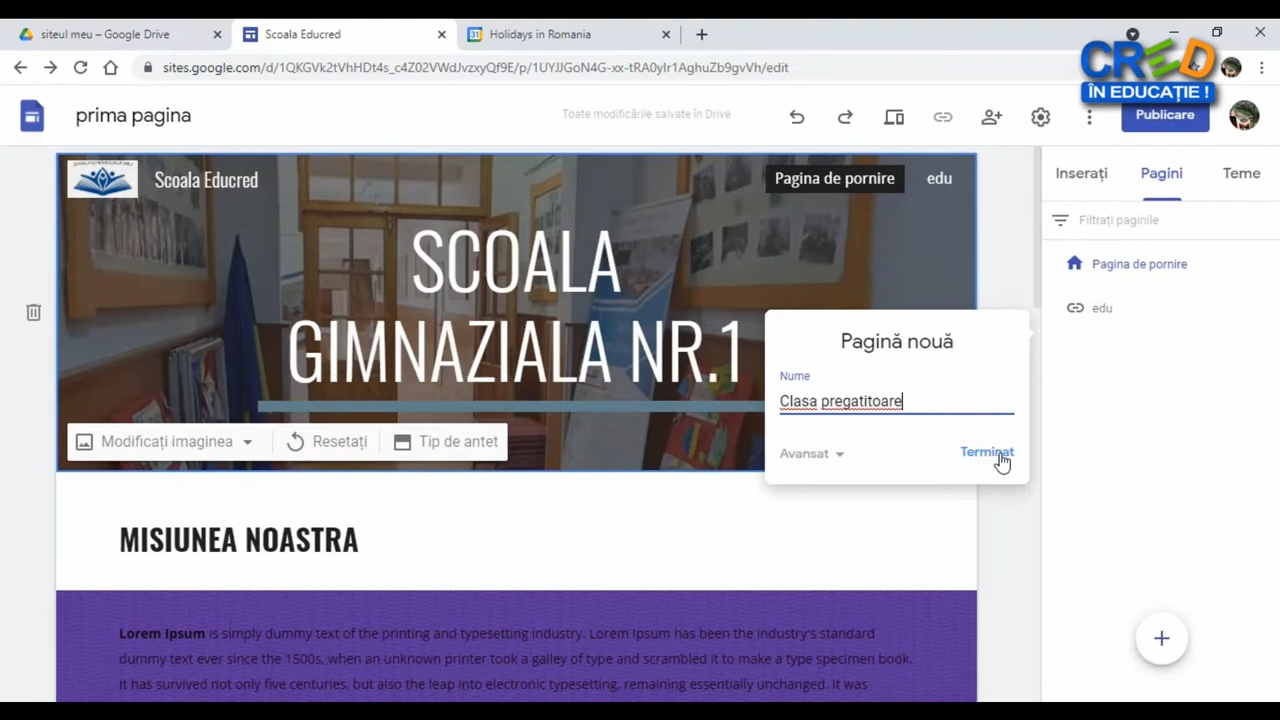 siteul meu – Google Drive
Scoala Educred
Holidays in Romania
sites.google.com/d/1QKGVk2tVhHDt4s_c4Z02VWdJvzxyQf9E/p/1UYJJGoN4G-xx-tRA0yIr1AghuZb9gvVh/edit
CRED
ÎN EDUCAȚIE !
prima pagina
Toate modificările salvate în Drive
Publicare
Inserați
Pagini
Teme
Scoala Educred
Pagina de pornire
edu
Filtrați paginile
SCOALA
GIMNAZIALA NR.1
Pagina de pornire
edu
Pagină nouă
Nume
Clasa pregatitoare
Avansat
Terminat
Modificați imaginea
Resetați
Tip de antet
MISIUNEA NOASTRA
Lorem Ipsum is simply dummy text of the printing and typesetting industry. Lorem Ipsum has been the industry's standard
dummy text ever since the 1500s, when an unknown printer took a galley of type and scrambled it to make a type specimen book.
It has survived not only five centuries, but also the leap into electronic typesetting, remaining essentially unchanged. It was